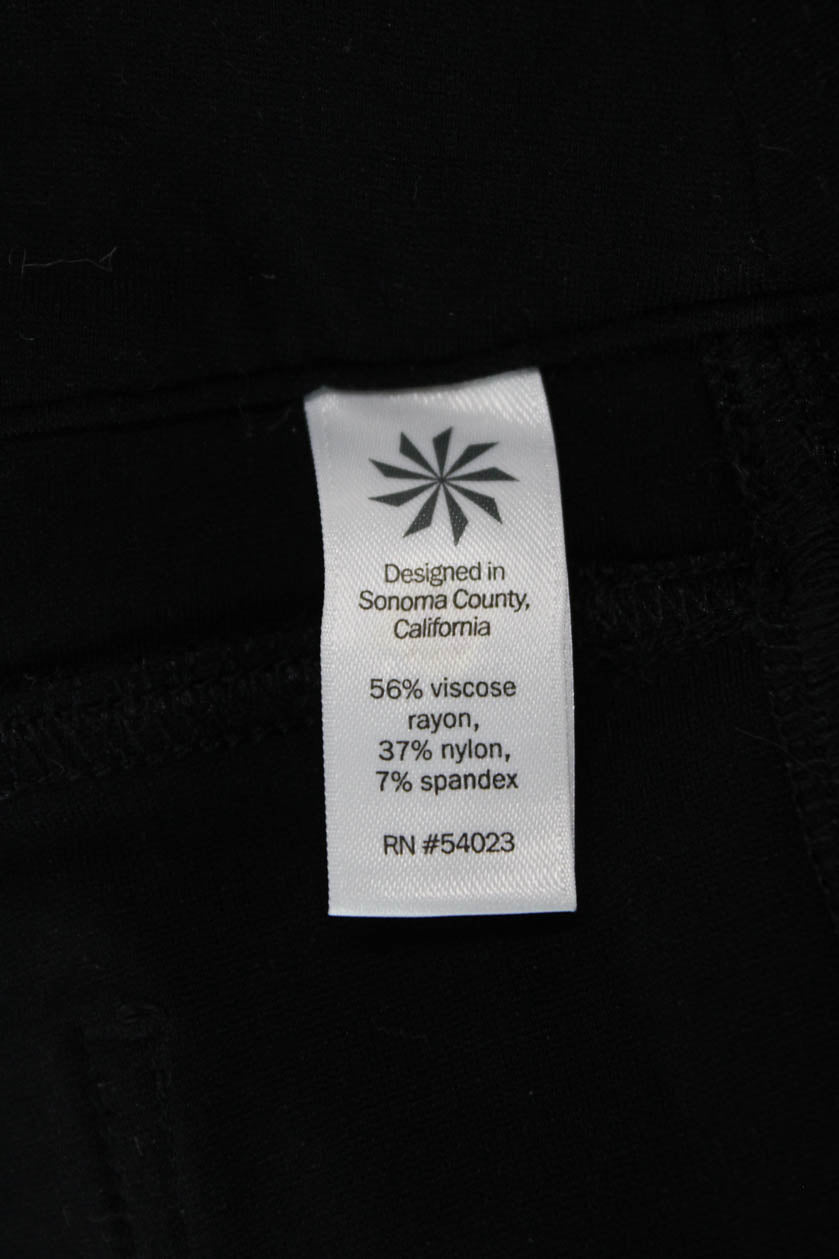 Designed in
Sonoma County,
California
56% viscose
rayon,
37% nylon,
7% spandex
RN #54023